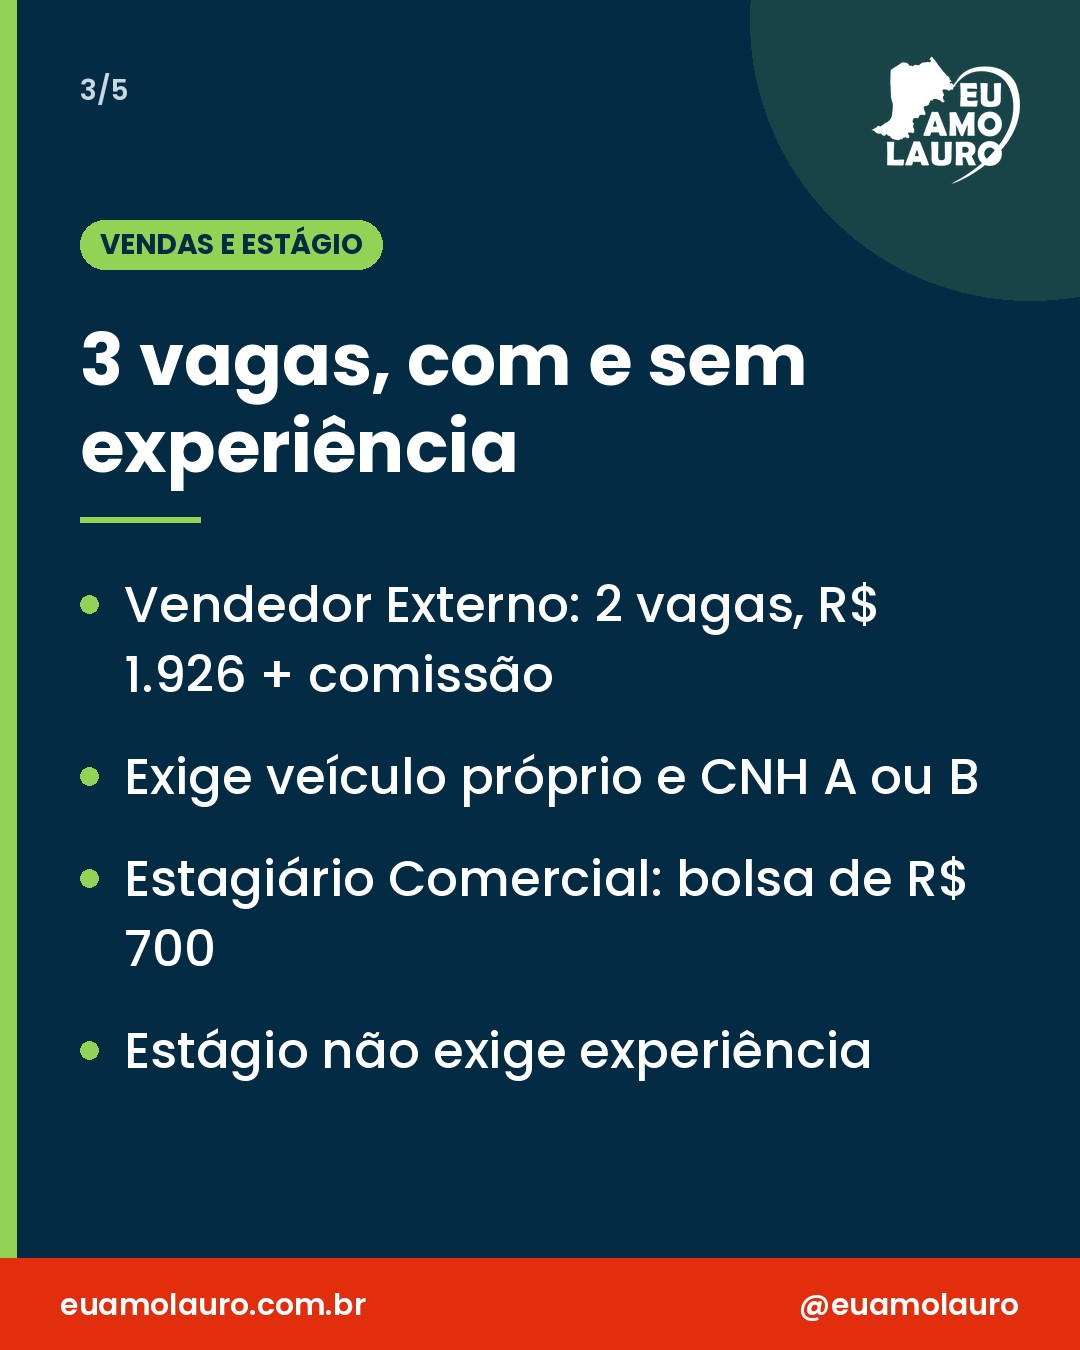 3/5
EU
AMO
LAURO
VENDAS E ESTÁGIO
3 vagas, com e sem
experiência
Vendedor Externo: 2 vagas, R$
1.926 + comissão
Exige veículo próprio e CNH A ou B
Estagiário Comercial: bolsa de R$
700
Estágio não exige experiência
euamolauro.com.br
@euamolauro